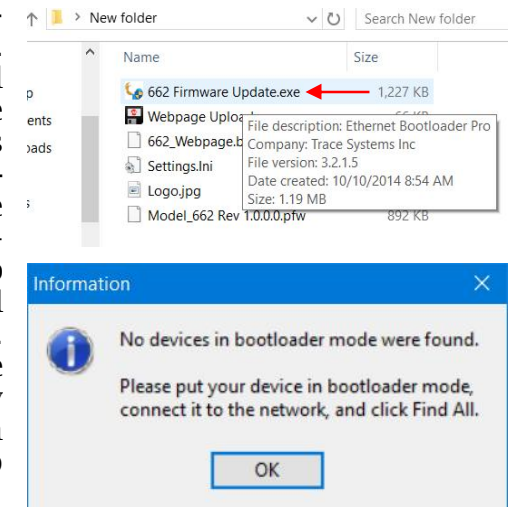 New folder
Search New folder
Name Size
662 Firmware Update.exe 1,227 KB
Webpage
662_Webpage.b
Settings.Ini
Logo.jpg
Model_662 Rev 1.0.0.0.pfw 892 KB
File description: Ethernet Bootloader Pro
Company: Trace Systems Inc
File version: 3.2.1.5
Date created: 10/10/2014 8:54 AM
Size: 1.19 MB
p
ents
oads
s
Information
No devices in bootloader mode were found.
Please put your device in bootloader mode,
connect it to the network, and click Find All.
OK